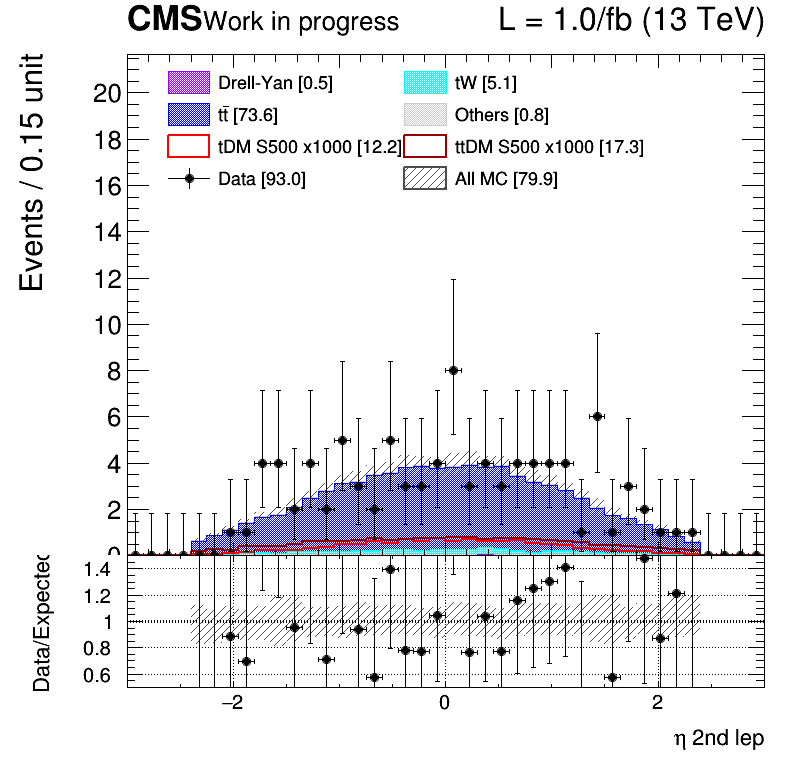 CMS Work in progress L = 1.0/fb (13 TeV)
Events / 0.15 unit
20
18
16
14
12
10
8
6
4
2
0
Drell-Yan [0.5]
tW [5.1]
tt̄ [73.6]
Others [0.8]
tDM S500 x1000 [12.2]
ttDM S500 x1000 [17.3]
Data [93.0]
All MC [79.9]
Data/Expected
1.4
1.2
1
0.8
0.6
−2 0 2
η 2nd lep